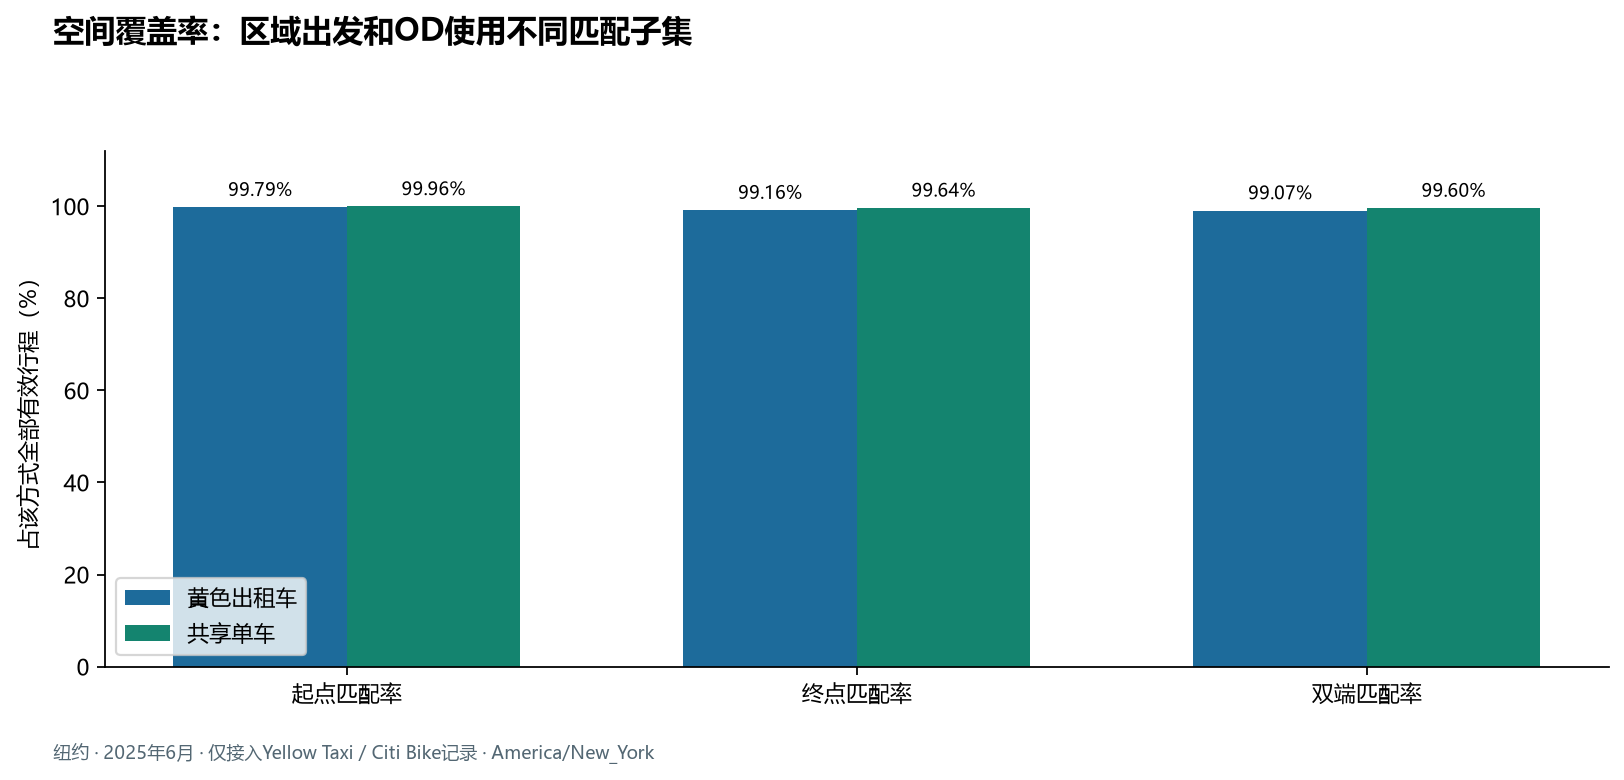 空间覆盖率：区域出发和OD使用不同匹配子集
占该方式全部有效行程（%）
100
80
60
40
20
0
99.79%
99.96%
99.16%
99.64%
99.07%
99.60%
黄色出租车
共享单车
起点匹配率
终点匹配率
双端匹配率
纽约 · 2025年6月 · 仅接入Yellow Taxi / Citi Bike记录 · America/New_York